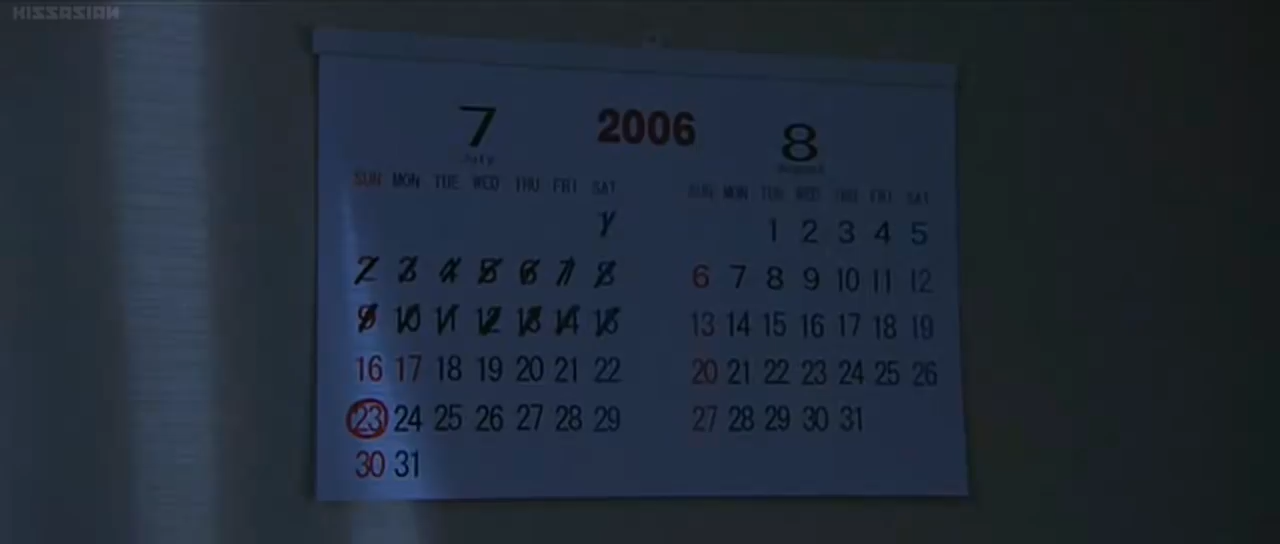 KISSASIAN
7 2006 8
July
SUN MON TUE WED THU FRI SAT SUN MON TUE WED THU FRI SAT
1 1 2 3 4 5
2 3 4 5 6 7 8 6 7 8 9 10 11 12
9 10 11 12 13 14 15 13 14 15 16 17 18 19
16 17 18 19 20 21 22 20 21 22 23 24 25 26
23 24 25 26 27 28 29 27 28 29 30 31
30 31